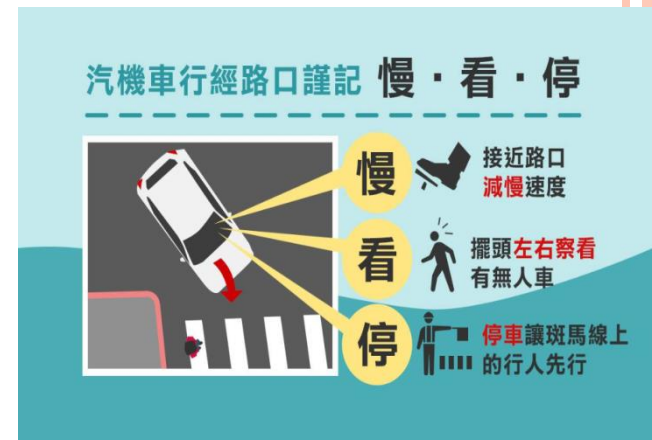 汽機車行經路口謹記 慢・看・停
慢
接近路口
減慢速度
看
擺頭左右察看
有無人車
停
停車讓斑馬線上
的行人先行